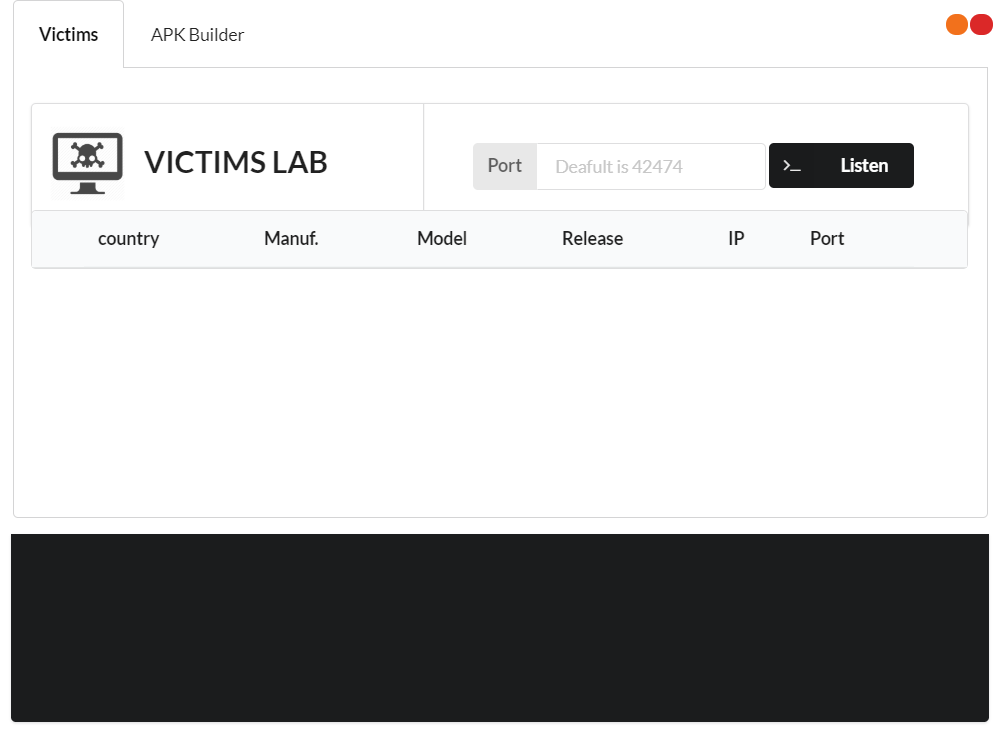 Victims
APK Builder
VICTIMS LAB
Port
Deafult is 42474
>_ Listen
country Manuf. Model Release IP Port